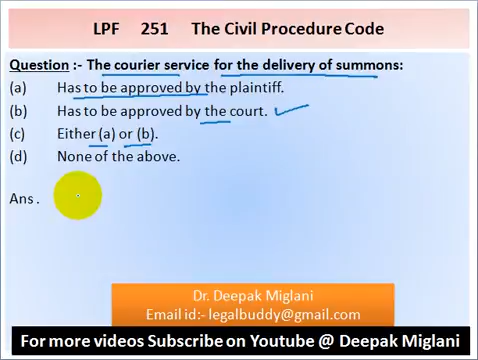 LPF 251 The Civil Procedure Code
Question :- The courier service for the delivery of summons:
(a) Has to be approved by the plaintiff.
(b) Has to be approved by the court.
(c) Either (a) or (b).
(d) None of the above.
Ans .
Dr. Deepak Miglani
Email id:- legalbuddy@gmail.com
For more videos Subscribe on Youtube @ Deepak Miglani